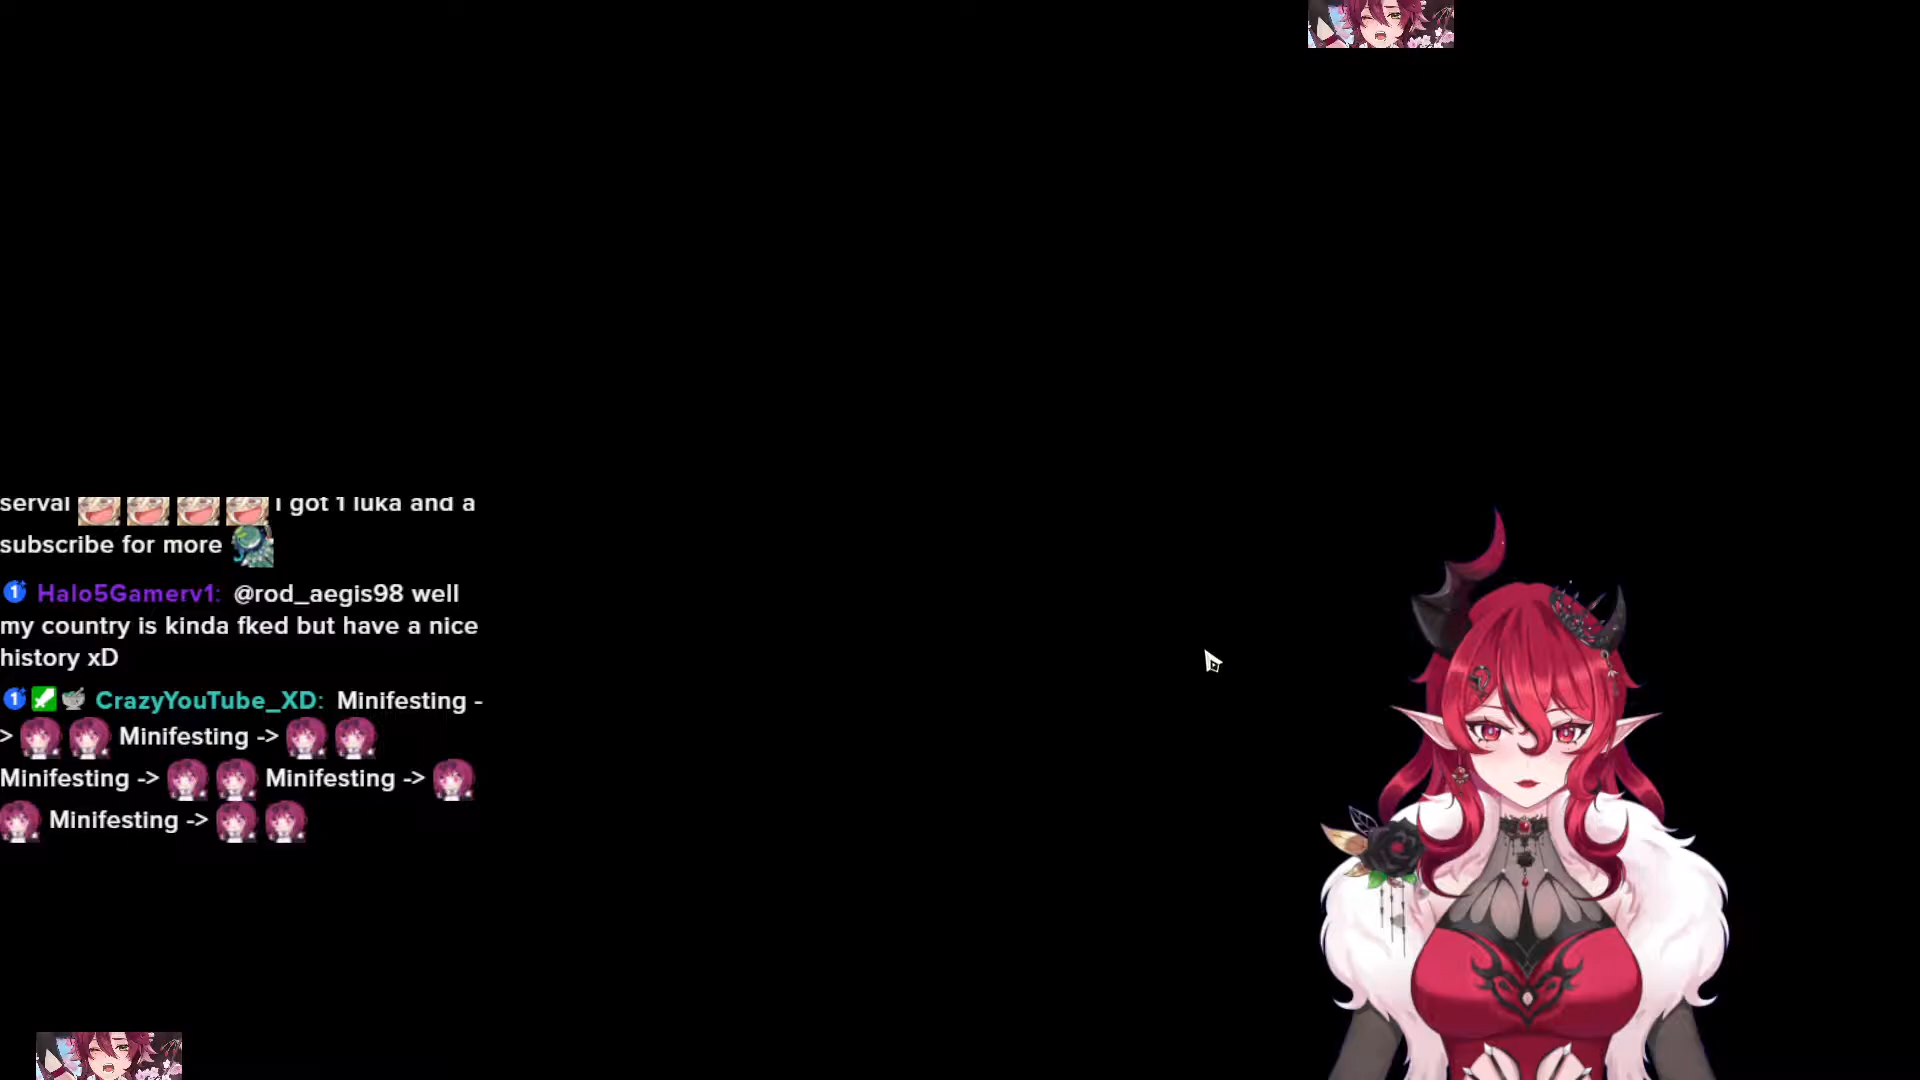 serval i got 1 luka and a
subscribe for more
Halo5Gamerv1: @rod_aegis98 well
my country is kinda fked but have a nice
history xD
CrazyYouTube_XD: Minifesting -
> Minifesting ->
Minifesting -> Minifesting ->
Minifesting ->